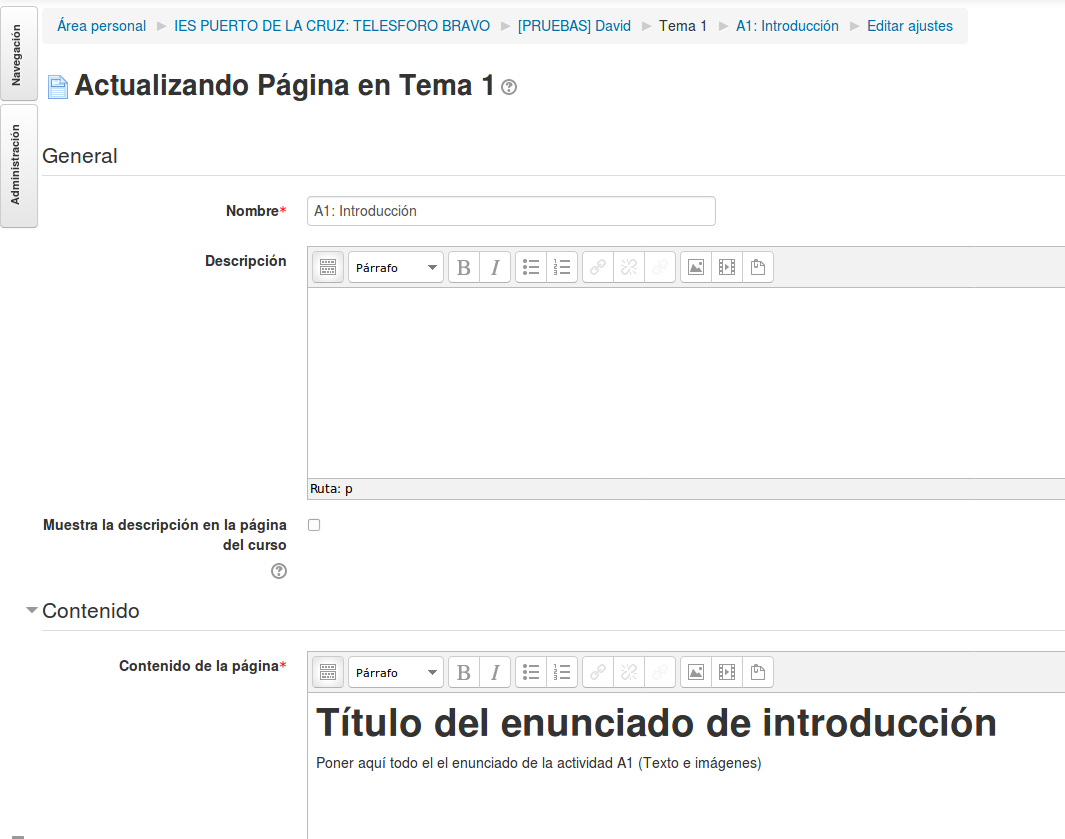 Navegación
Administración
Área personal ► IES PUERTO DE LA CRUZ: TELESFORO BRAVO ► [PRUEBAS] David ► Tema 1 ► A1: Introducción ► Editar ajustes
Actualizando Página en Tema 1
General
Nombre*
A1: Introducción
Descripción
Párrafo
B I
Ruta: p
Muestra la descripción en la página
del curso
Contenido
Contenido de la página*
Párrafo
B I
Título del enunciado de introducción
Poner aquí todo el el enunciado de la actividad A1 (Texto e imágenes)